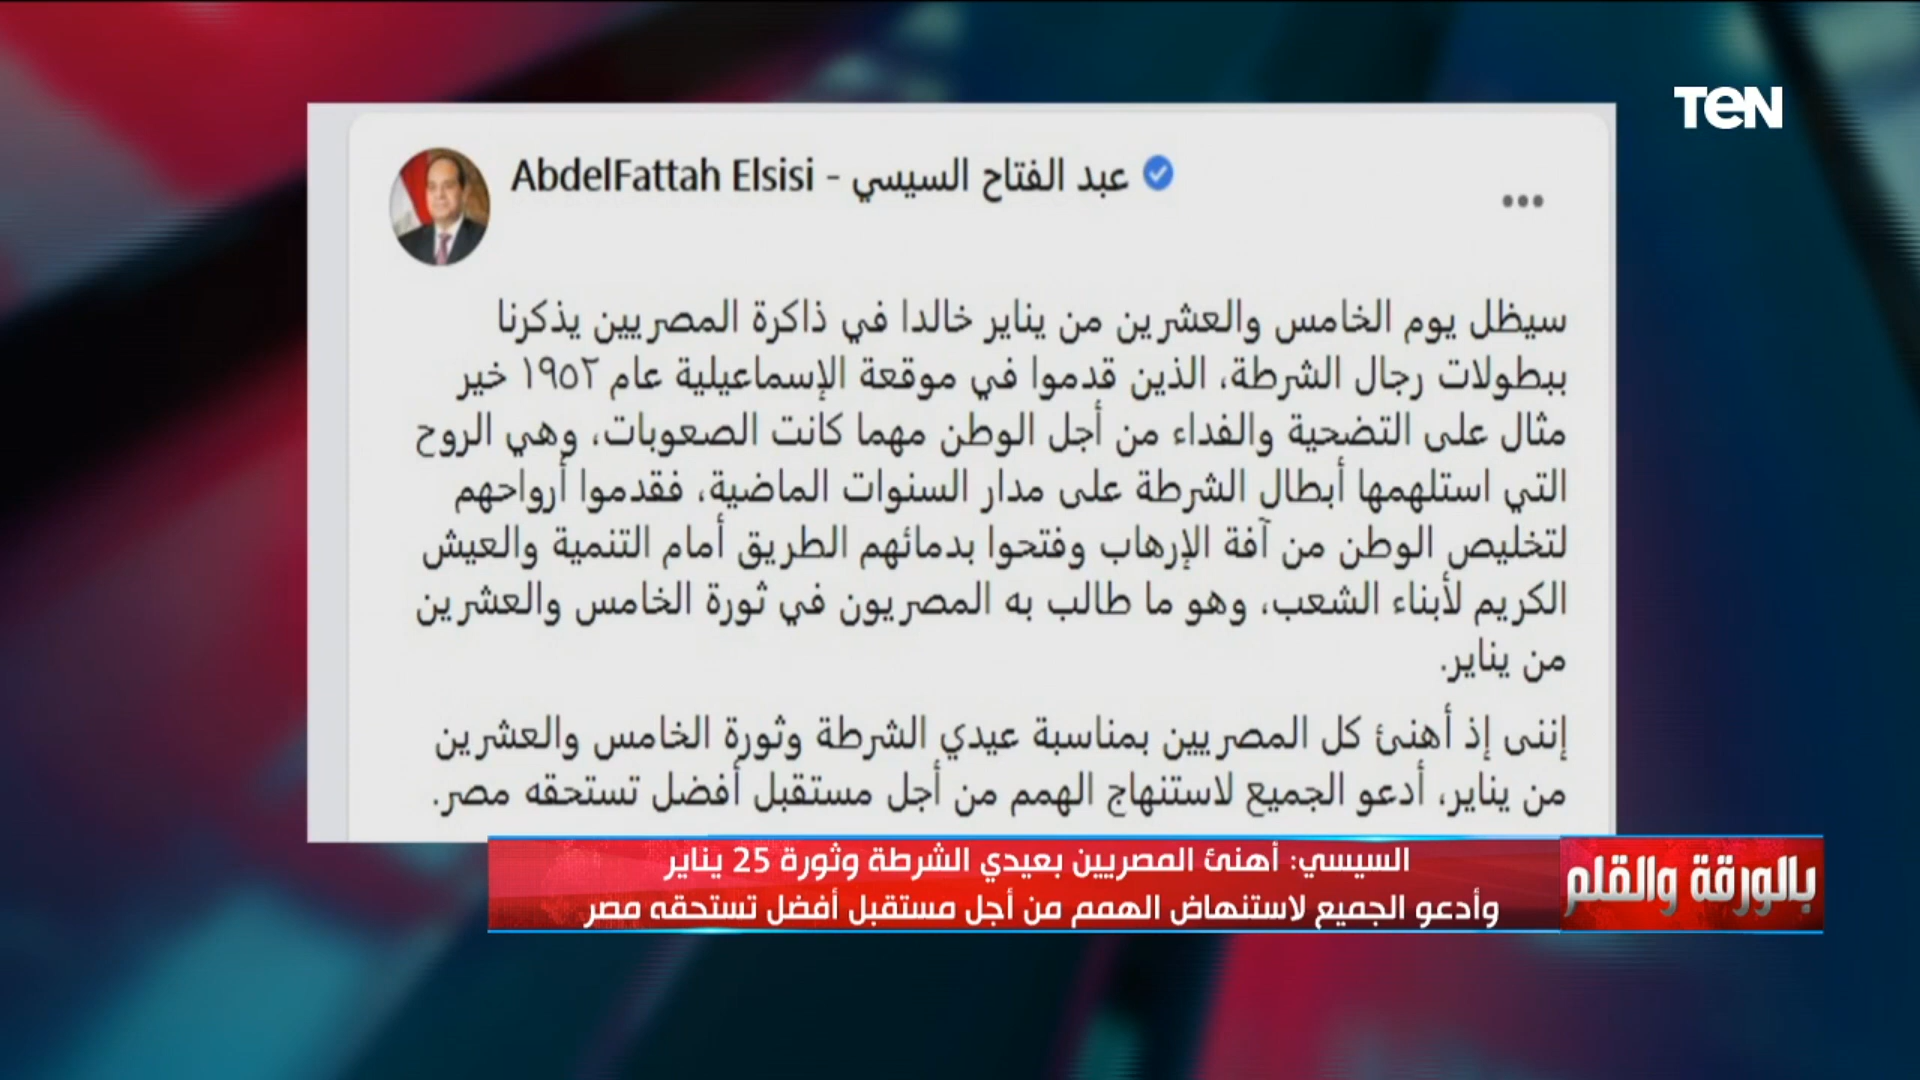 TeN
AbdelFattah Elsisi - عبد الفتاح السيسي
سيظل يوم الخامس والعشرين من يناير خالدا في ذاكرة المصريين يذكرنا
ببطولات رجال الشرطة، الذين قدموا في موقعة الإسماعيلية عام ١٩٥٢ خير
مثال على التضحية والفداء من أجل الوطن مهما كانت الصعوبات، وهي الروح
التي استلهمها أبطال الشرطة على مدار السنوات الماضية، فقدموا أرواحهم
لتخليص الوطن من آفة الإرهاب وفتحوا بدمائهم الطريق أمام التنمية والعيش
الكريم لأبناء الشعب، وهو ما طالب به المصريون في ثورة الخامس والعشرين
من يناير.
إننى إذ أهنئ كل المصريين بمناسبة عيدي الشرطة وثورة الخامس والعشرين
من يناير، أدعو الجميع لاستنهاج الهمم من أجل مستقبل أفضل تستحقه مصر.
السيسي: أهنئ المصريين بعيدي الشرطة وثورة 25 يناير
وأدعو الجميع لاستنهاض الهمم من أجل مستقبل أفضل تستحقه مصر
بالورقة والقلم